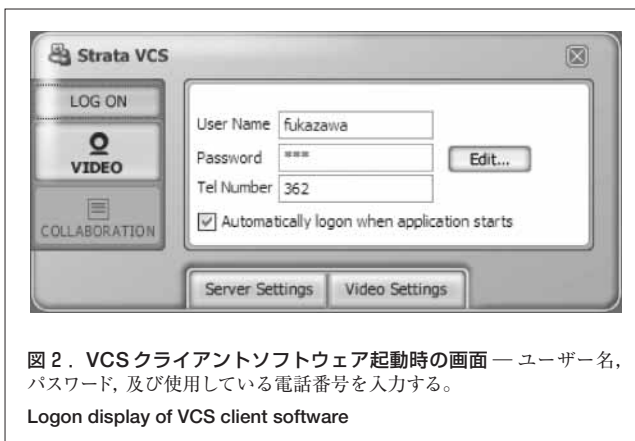 Strata VCS
LOG ON
VIDEO
COLLABORATION
User Name fukazawa
Password ***
Edit...
Tel Number 362
Automatically logon when application starts
Server Settings Video Settings
図2．VCSクライアントソフトウェア起動時の画面 — ユーザー名,
パスワード, 及び使用している電話番号を入力する。
Logon display of VCS client software